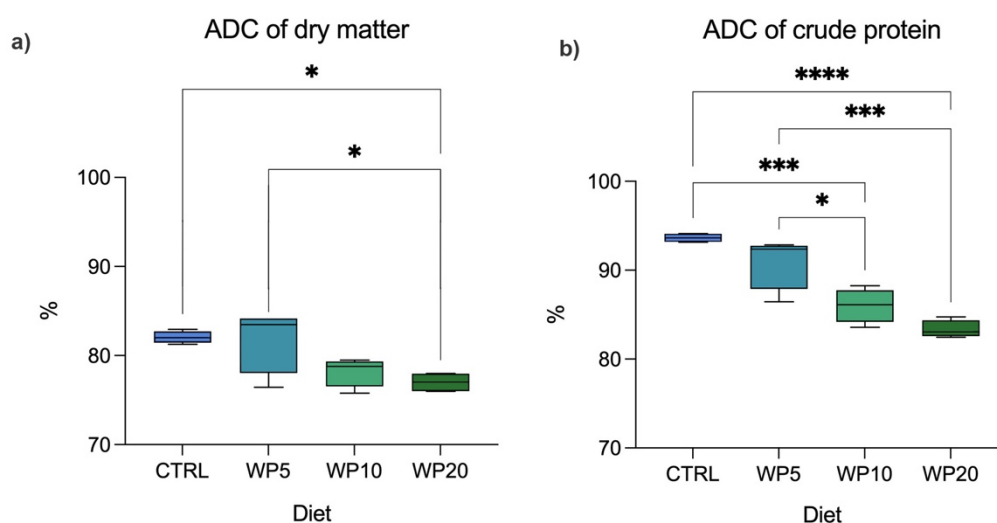 a)
ADC of dry matter
*
*
100
90
80
70
%
CTRL WP5 WP10 WP20
Diet
b)
ADC of crude protein
****
***
***
*
100
90
80
70
%
CTRL WP5 WP10 WP20
Diet